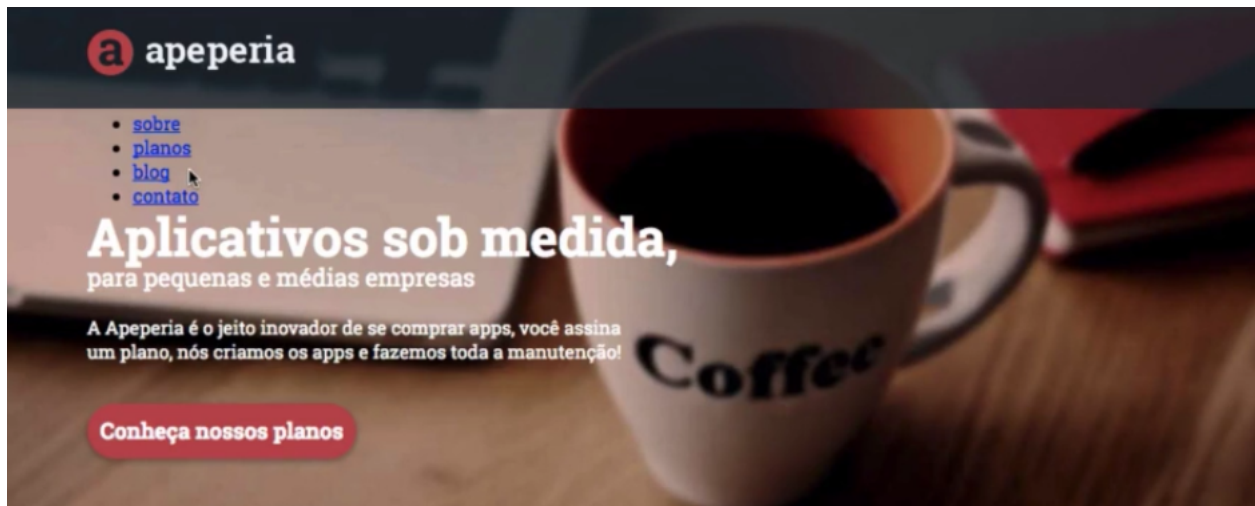 a apeperia
sobre
planos
blog
contato
Aplicativos sob medida,
para pequenas e médias empresas
A Apeperia é o jeito inovador de se comprar apps, você assina
um plano, nós criamos os apps e fazemos toda a manutenção!
Coffee
Conheça nossos planos